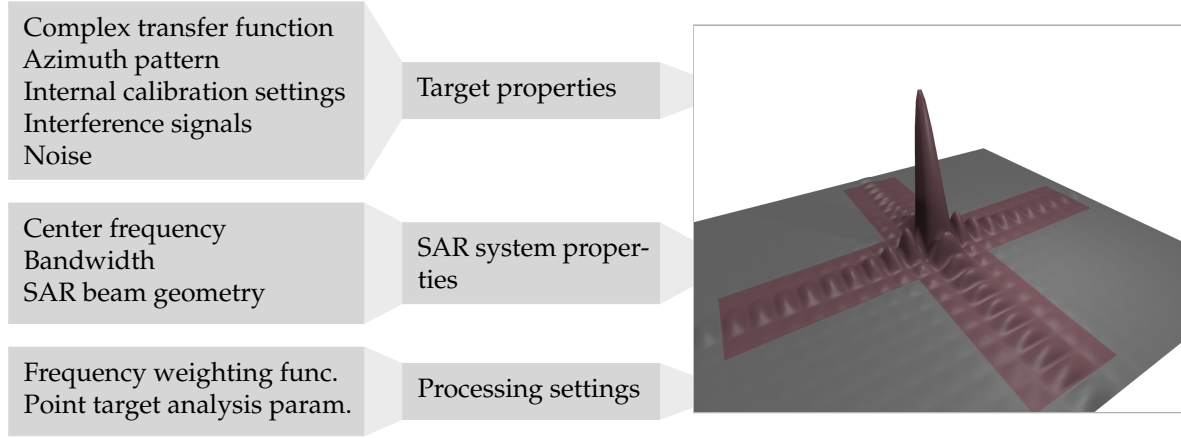 Complex transfer function
Azimuth pattern
Internal calibration settings
Interference signals
Noise
Target properties
Center frequency
Bandwidth
SAR beam geometry
SAR system proper-
ties
Frequency weighting func.
Point target analysis param.
Processing settings